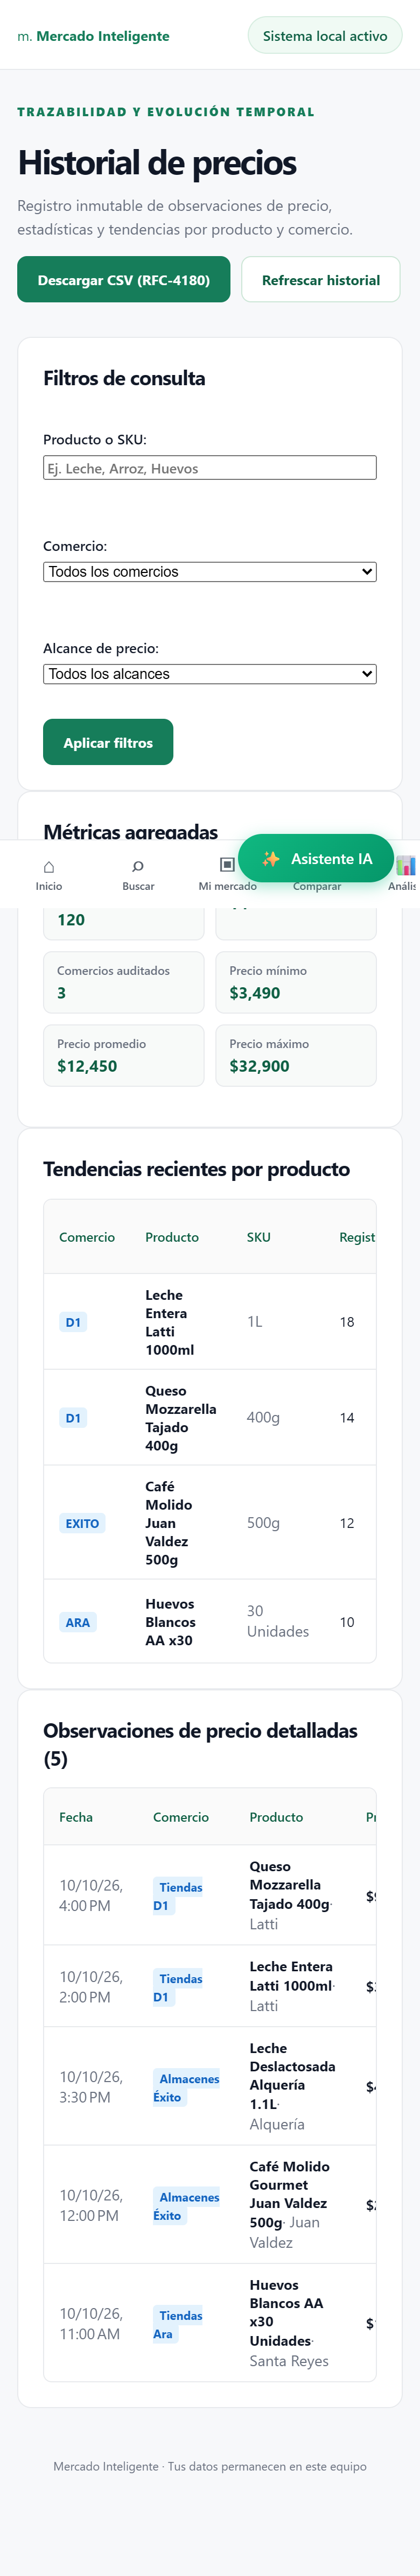 m. Mercado Inteligente
Sistema local activo
TRAZABILIDAD Y EVOLUCIÓN TEMPORAL
Historial de precios
Registro inmutable de observaciones de precio,
estadísticas y tendencias por producto y comercio.
Descargar CSV (RFC-4180)
Refrescar historial
Filtros de consulta
Producto o SKU:
Ej. Leche, Arroz, Huevos
Comercio:
Todos los comercios
Alcance de precio:
Todos los alcances
Aplicar filtros
Métricas agregadas
Inicio
Buscar
Mi mercado
Comparar
✨ Asistente IA
120
Comercios auditados
3
Precio mínimo
$3,490
Precio promedio
$12,450
Precio máximo
$32,900
Tendencias recientes por producto
Comercio Producto SKU
D1
Leche
Entera
Latti
1000ml
1L
18
D1
Queso
Mozzarella
Tajado
400g
400g
14
EXITO
Café
Molido
Juan
Valdez
500g
500g
12
ARA
Huevos
Blancos
AA x30
30
Unidades
10
Observaciones de precio detalladas
(5)
Fecha Comercio Producto
10/10/26,
4:00 PM
Tiendas
D1
Queso
Mozzarella
Tajado 400g·
Latti
10/10/26,
2:00 PM
Tiendas
D1
Leche Entera
Latti 1000ml·
Latti
10/10/26,
3:30 PM
Almacenes
Éxito
Leche
Deslactosada
Alquería
1.1L·
Alquería
10/10/26,
12:00 PM
Almacenes
Éxito
Café Molido
Gourmet
Juan Valdez
500g· Juan
Valdez
10/10/26,
11:00 AM
Tiendas
Ara
Huevos
Blancos AA
x30
Unidades·
Santa Reyes
Mercado Inteligente · Tus datos permanecen en este equipo